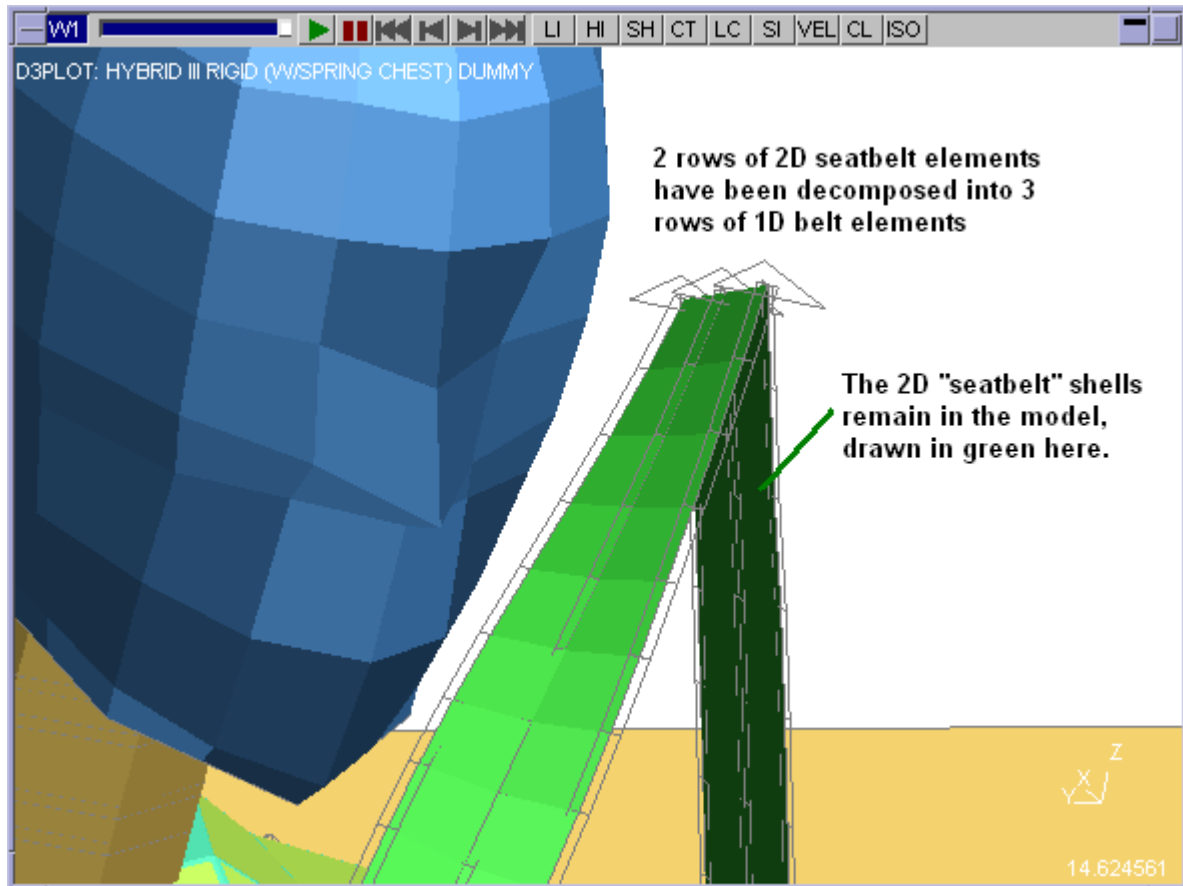 W1 LI HI SH CT LC SI VEL CL ISO
D3PLOT: HYBRID III RIGID (W/SPRING CHEST) DUMMY
2 rows of 2D seatbelt elements
have been decomposed into 3
rows of 1D belt elements
The 2D "seatbelt" shells
remain in the model,
drawn in green here.
Z
X
Y
14.624561